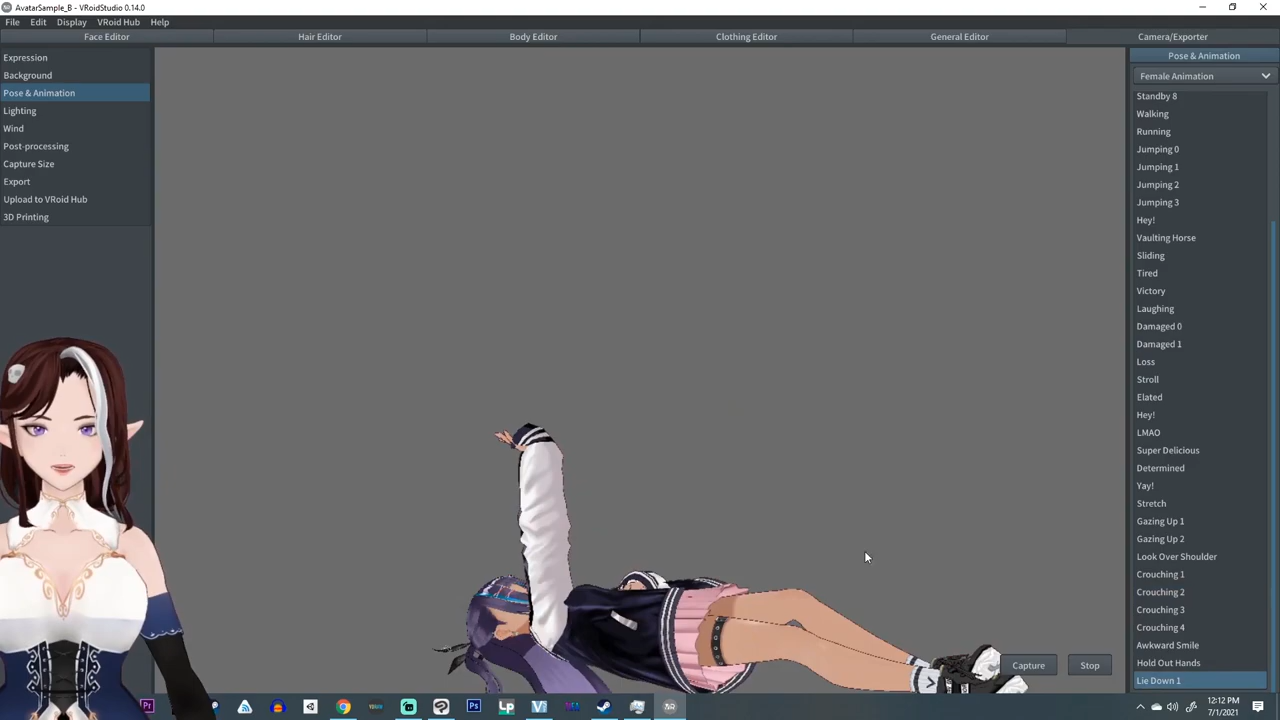 AvatarSample_B - VRoidStudio 0.14.0
File Edit Display VRoid Hub Help
Face Editor Hair Editor Body Editor Clothing Editor General Editor Camera/Exporter
Expression
Background
Pose & Animation
Lighting
Wind
Post-processing
Capture Size
Export
Upload to VRoid Hub
3D Printing
Pose & Animation
Female Animation
Standby 8
Walking
Running
Jumping 0
Jumping 1
Jumping 2
Jumping 3
Hey!
Vaulting Horse
Sliding
Tired
Victory
Laughing
Damaged 0
Damaged 1
Loss
Stroll
Elated
Hey!
LMAO
Super Delicious
Determined
Yay!
Stretch
Gazing Up 1
Gazing Up 2
Look Over Shoulder
Crouching 1
Crouching 2
Crouching 3
Crouching 4
Awkward Smile
Hold Out Hands
Lie Down 1
Capture Stop
Pr Ps Lp
12:12 PM
7/1/2021